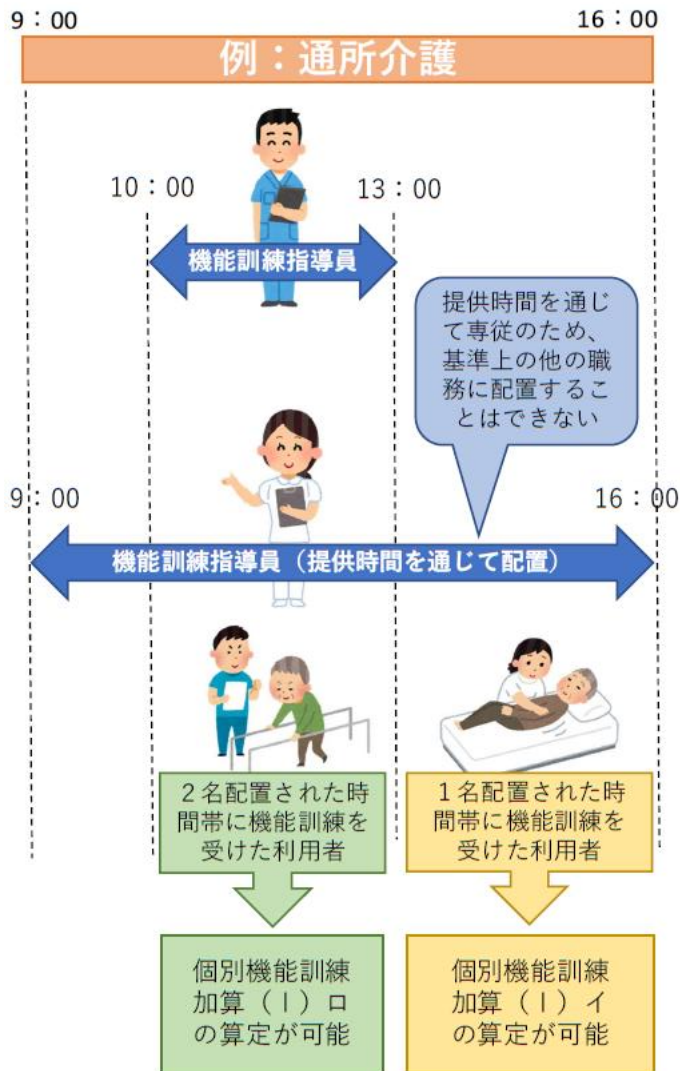 9：00
16：00
例：通所介護
10：00
13：00
機能訓練指導員
提供時間を通じ
て専従のため、
基準上の他の職
務に配置するこ
とはできない
9：00
16：00
機能訓練指導員（提供時間を通じて配置）
２名配置された時
間帯に機能訓練を
受けた利用者
１名配置された時
間帯に機能訓練を
受けた利用者
個別機能訓練
加算（Ⅰ）ロ
の算定が可能
個別機能訓練
加算（Ⅰ）イ
の算定が可能